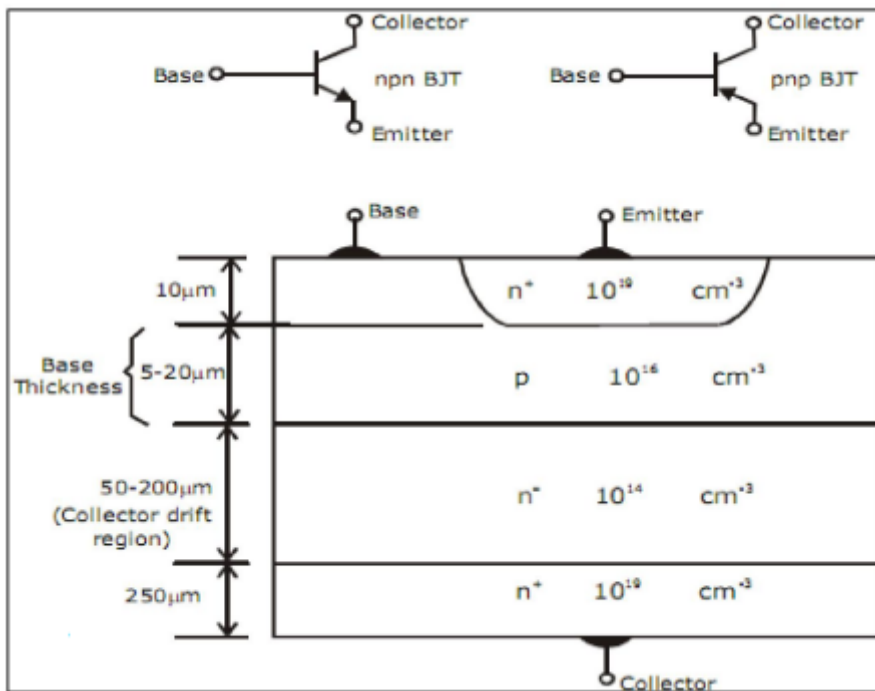 Collector
Collector
Base
npn BJT
Base
pnp BJT
Emitter
Emitter
Base
Emitter
10μm
n⁺ 10¹⁹ cm⁻³
Base
Thickness
5-20μm
p 10¹⁶ cm⁻³
50-200μm
(Collector drift
region)
n⁻ 10¹⁴ cm⁻³
250μm
n⁺ 10¹⁹ cm⁻³
Collector